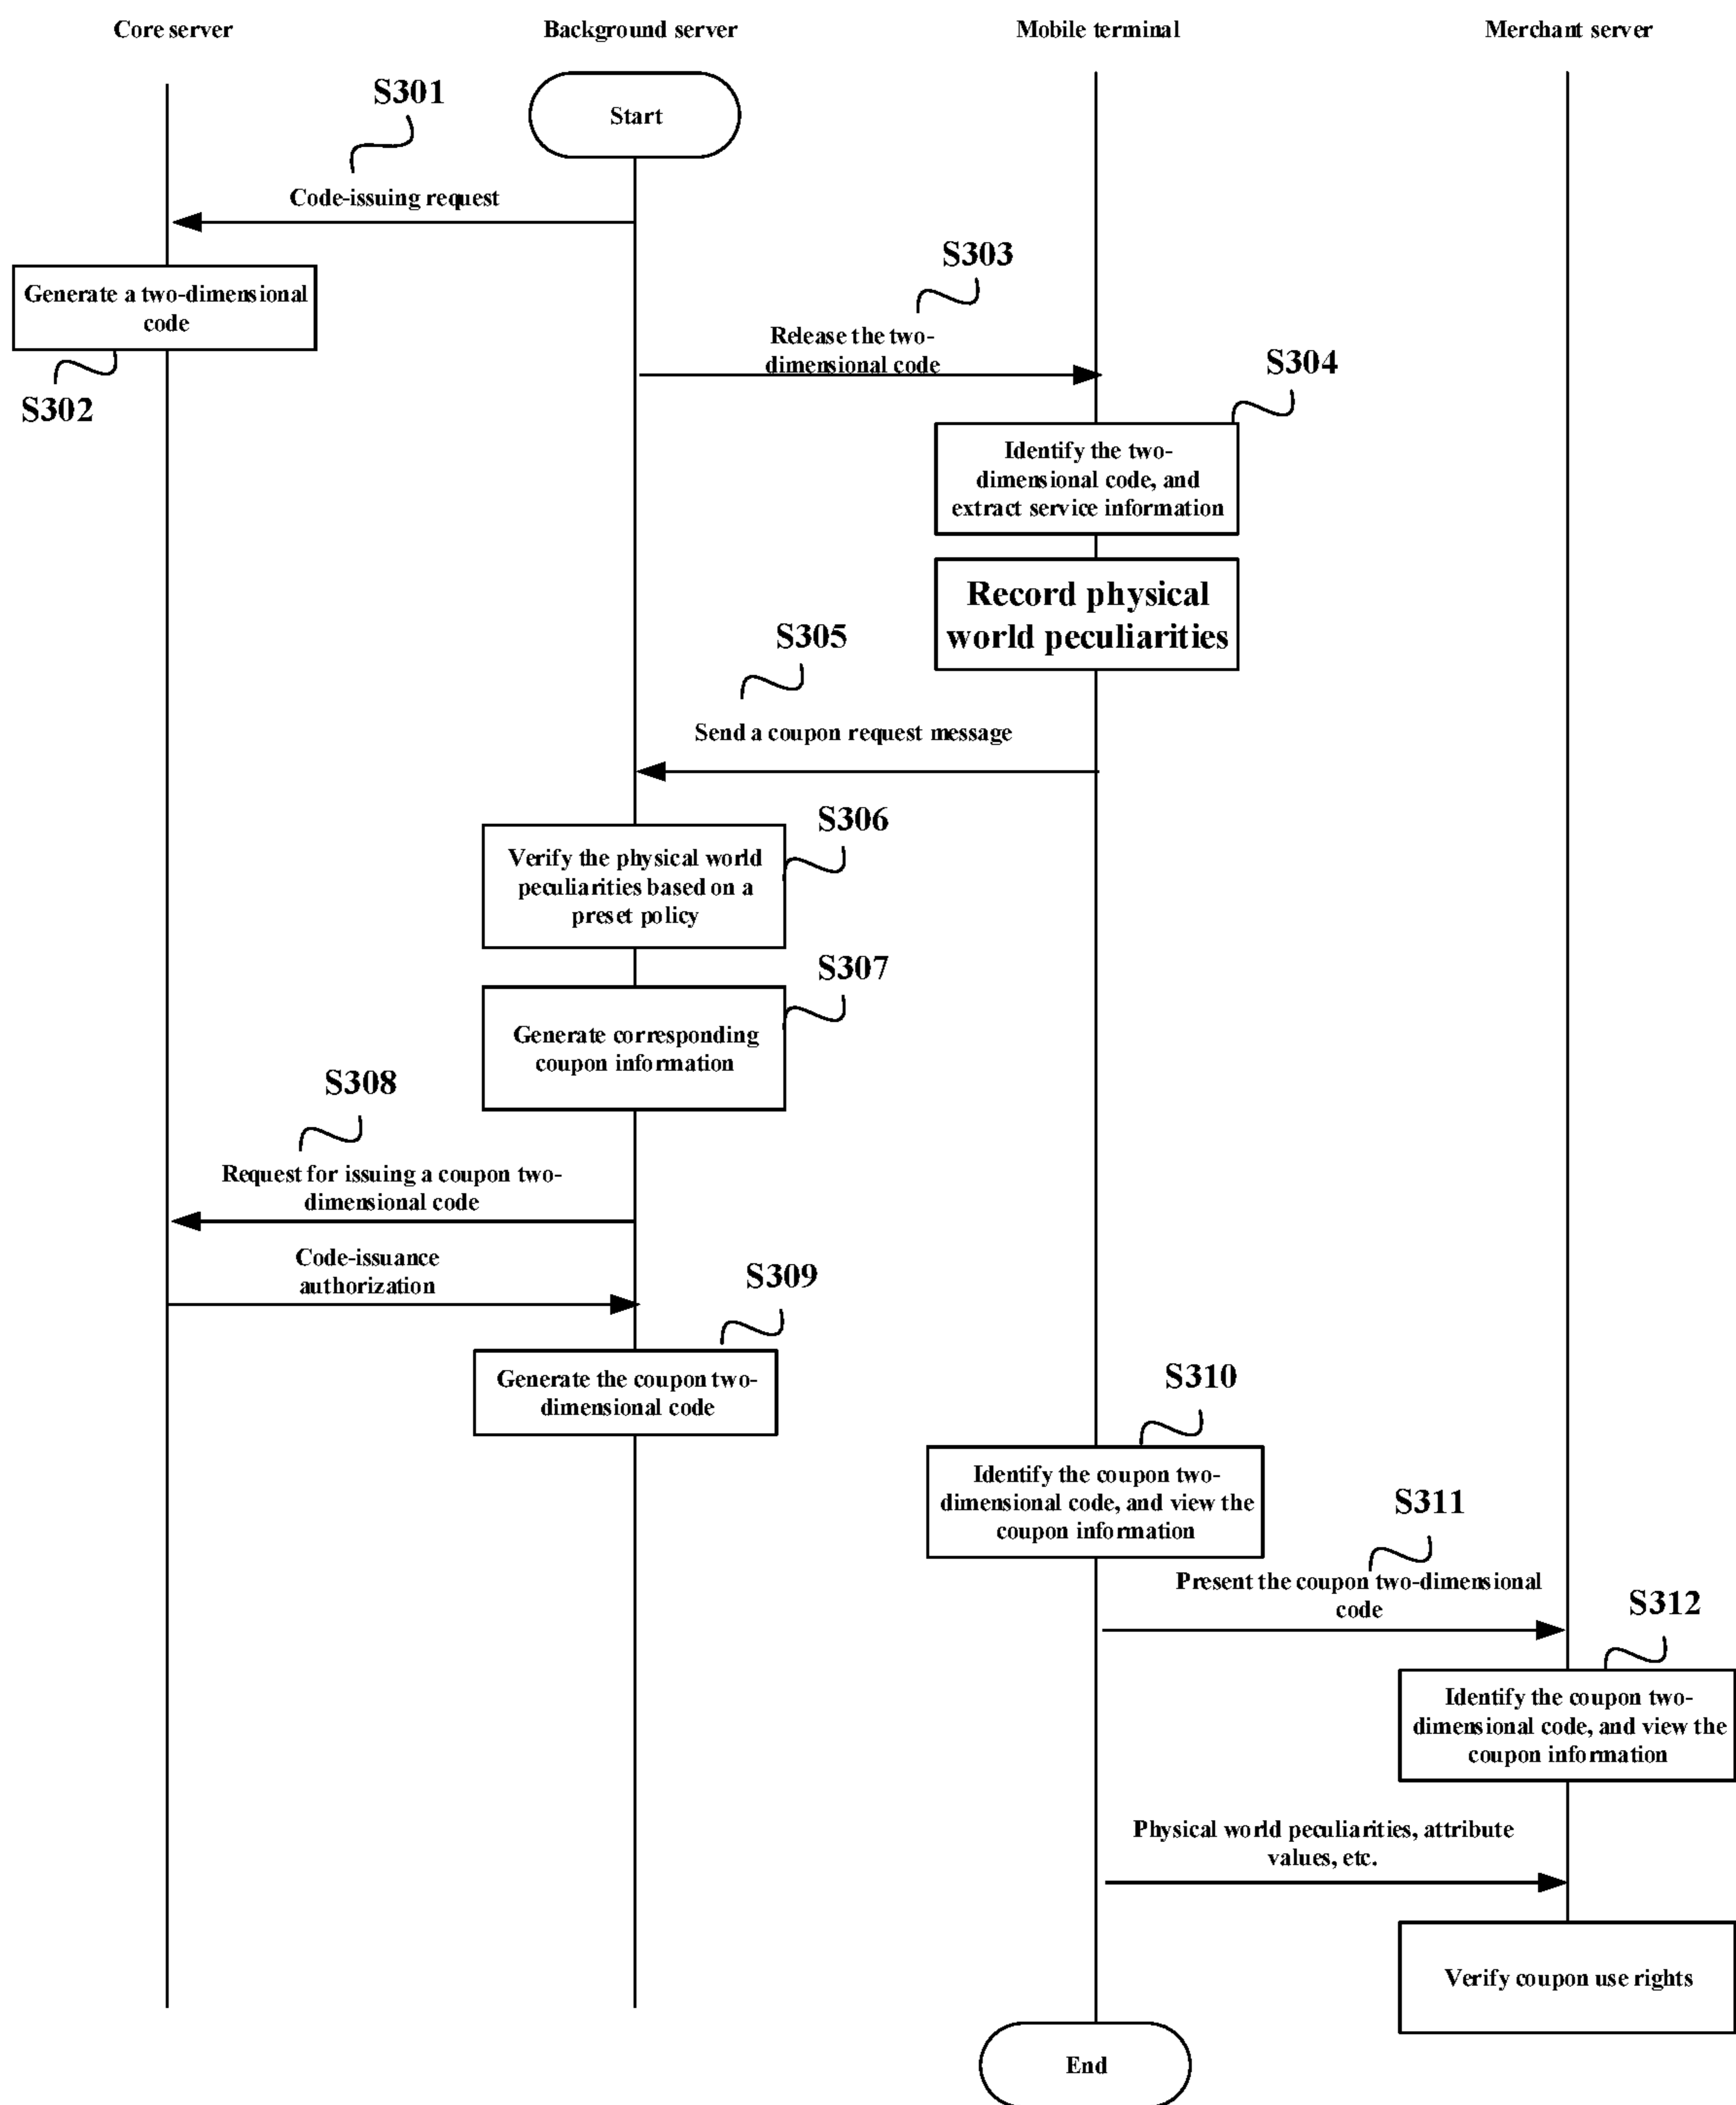 Core server
Background server
Mobile terminal
Merchant server
Start
S301
Code-issuing request
Generate a two-dimensional
code
S302
S303
Release the two-
dimensional code
S304
Identify the two-
dimensional code, and
extract service information
Record physical
world peculiarities
S305
Send a coupon request message
S306
Verify the physical world
peculiarities based on a
preset policy
S307
Generate corresponding
coupon information
S308
Request for issuing a coupon two-
dimensional code
Code-issuance
authorization
S309
Generate the coupon two-
dimensional code
S310
Identify the coupon two-
dimensional code, and view the
coupon information
S311
Present the coupon two-dimensional
code
S312
Identify the coupon two-
dimensional code, and view the
coupon information
Physical world peculiarities, attribute
values, etc.
Verify coupon use rights
End